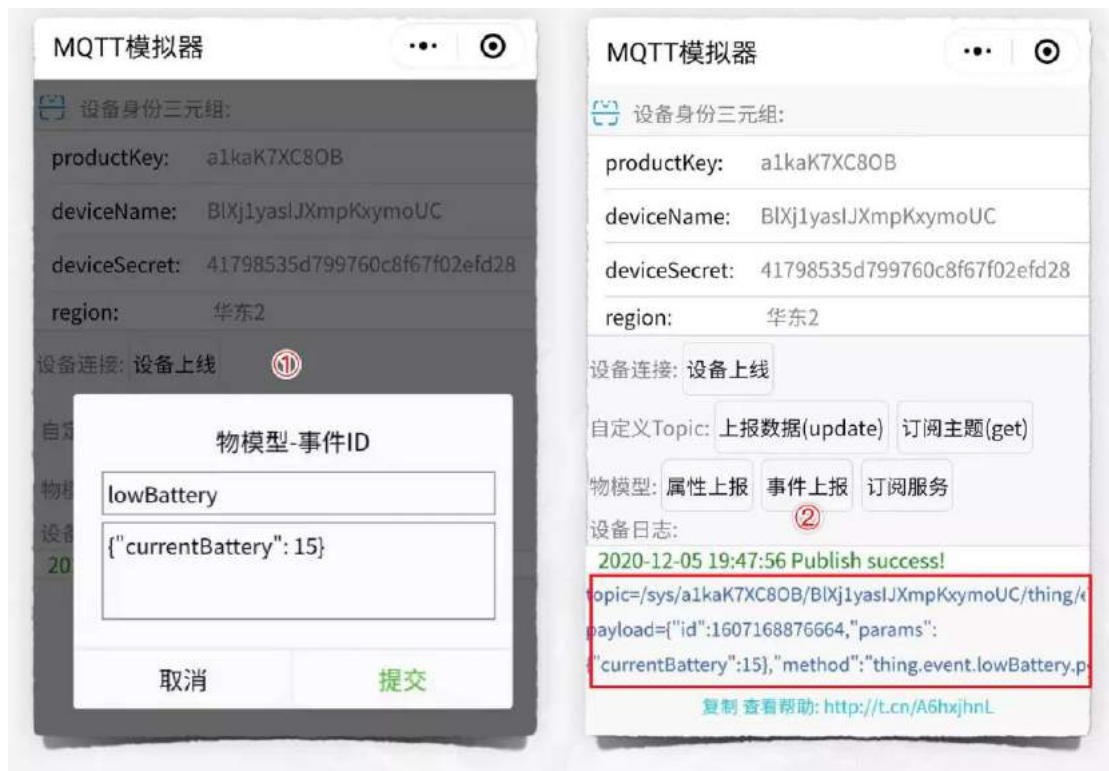 MQTT模拟器
设备身份三元组:
productKey: a1kaK7XC8OB
deviceName: BlXj1yaslJXmpKxymoUC
deviceSecret: 41798535d799760c8f67f02efd28
region: 华东2
设备连接: 设备上线 ①
物模型-事件ID
lowBattery
{"currentBattery": 15}
取消 提交
MQTT模拟器
设备身份三元组:
productKey: a1kaK7XC8OB
deviceName: BlXj1yaslJXmpKxymoUC
deviceSecret: 41798535d799760c8f67f02efd28
region: 华东2
设备连接: 设备上线
自定义Topic: 上报数据(update) 订阅主题(get)
物模型: 属性上报 事件上报 订阅服务
②
设备日志:
2020-12-05 19:47:56 Publish success!
topic=/sys/a1kaK7XC8OB/BlXj1yaslJXmpKxymoUC/thing/e
payload={"id":1607168876664,"params":
{"currentBattery":15},"method":"thing.event.lowBattery.p
复制 查看帮助: http://t.cn/A6hxjhnL